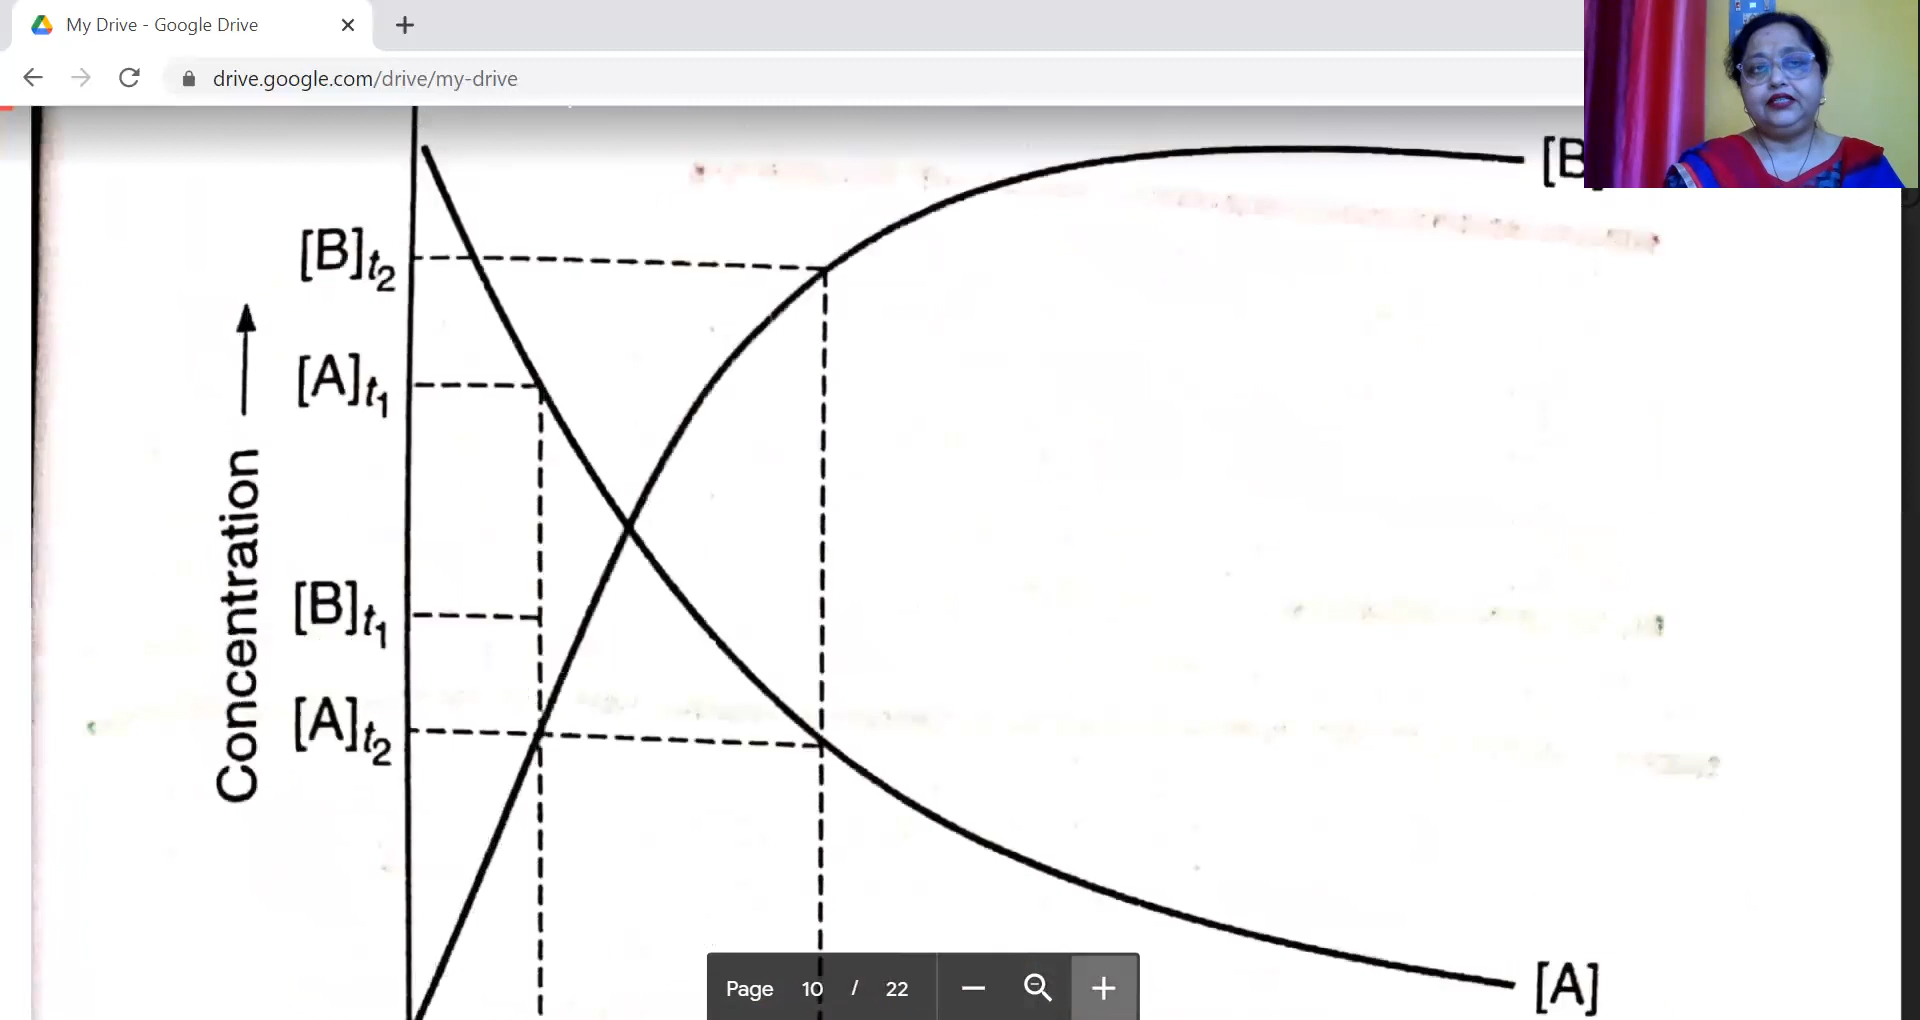 My Drive - Google Drive
drive.google.com/drive/my-drive
[B
[B]t2
[A]t1
Concentration
[B]t1
[A]t2
[A]
Page 10 / 22